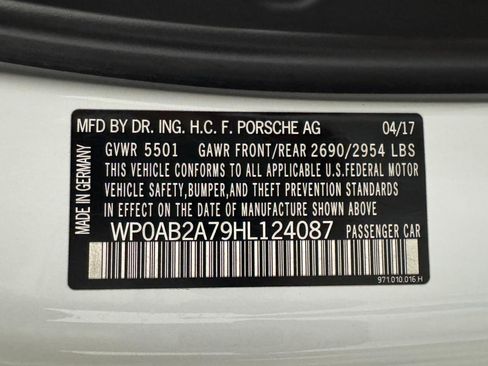 MFD BY DR. ING. H.C. F. PORSCHE AG 04/17
GVWR 5501 GAWR FRONT/REAR 2690/2954 LBS
THIS VEHICLE CONFORMS TO ALL APPLICABLE U.S.FEDERAL MOTOR
VEHICLE SAFETY,BUMPER,AND THEFT PREVENTION STANDARDS
IN EFFECT ON THE DATE OF MANUFACTURE SHOWN ABOVE.
WP0AB2A79HL124087 PASSENGER CAR
971.010.016 H
MADE IN GERMANY